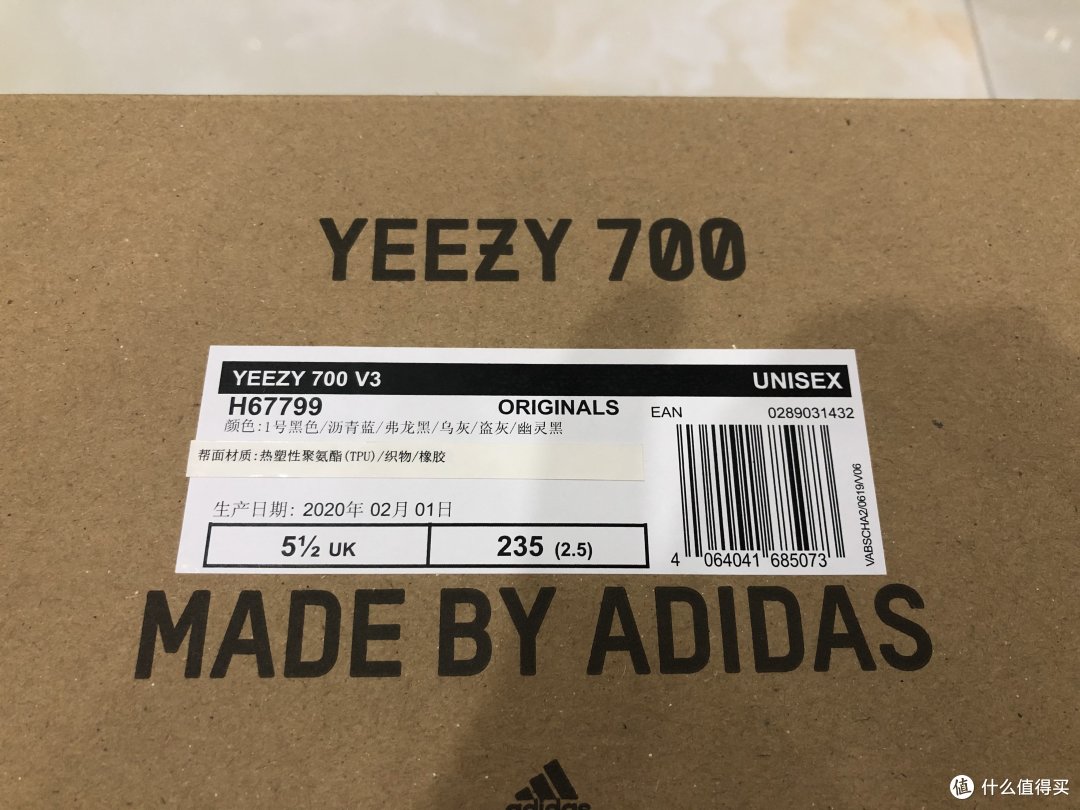 YEEZY 700
YEEZY 700 V3 UNISEX
H67799 ORIGINALS EAN 0289031432
颜色:1号黑色/沥青蓝/弗龙黑/乌灰/盗灰/幽灵黑
帮面材质:热塑性聚氨酯(TPU)/织物/橡胶
生产日期: 2020年 02月 01日
5½ UK 235 (2.5)
4 064041 685073
VABSCHA2/0619/V06
MADE BY ADIDAS
adidas
值 什么值得买